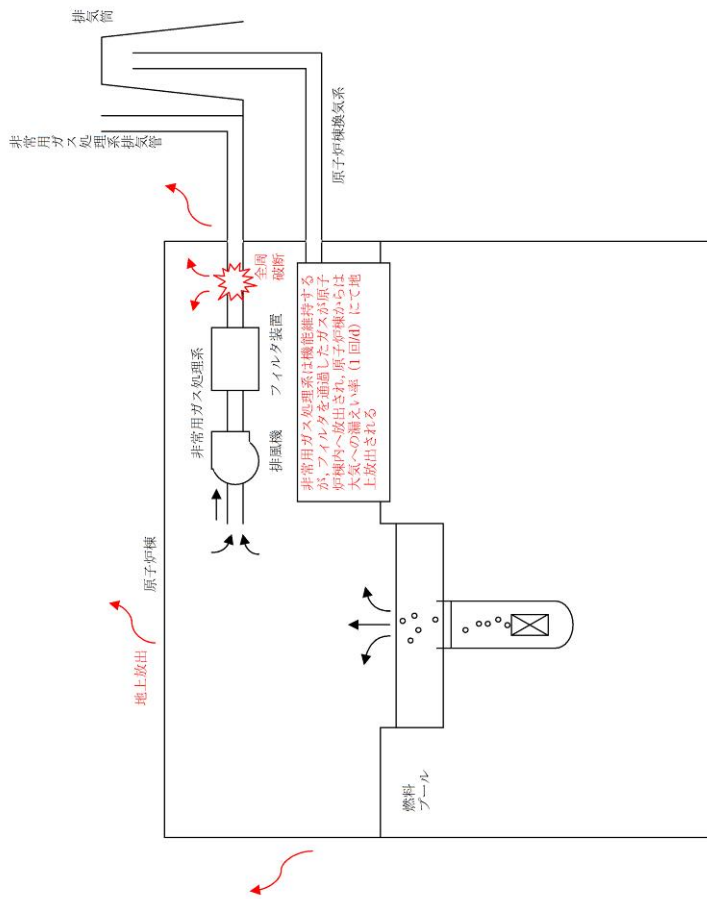 排気筒
非常用ガス処理系排気管
原子炉棟換気系
全周
破断
非常用ガス処理系
フィルタ装置
排風機
非常用ガス処理系は機能維持する
が，フィルタを通過したガスが原子
炉棟内へ放出され，原子炉棟からは
大気への漏えい率（1回/d）にて地
上放出される
原子炉棟
地上放出
燃料
プール